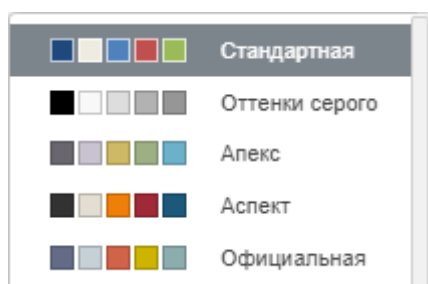 Стандартная
Оттенки серого
Апекс
Аспект
Официальная